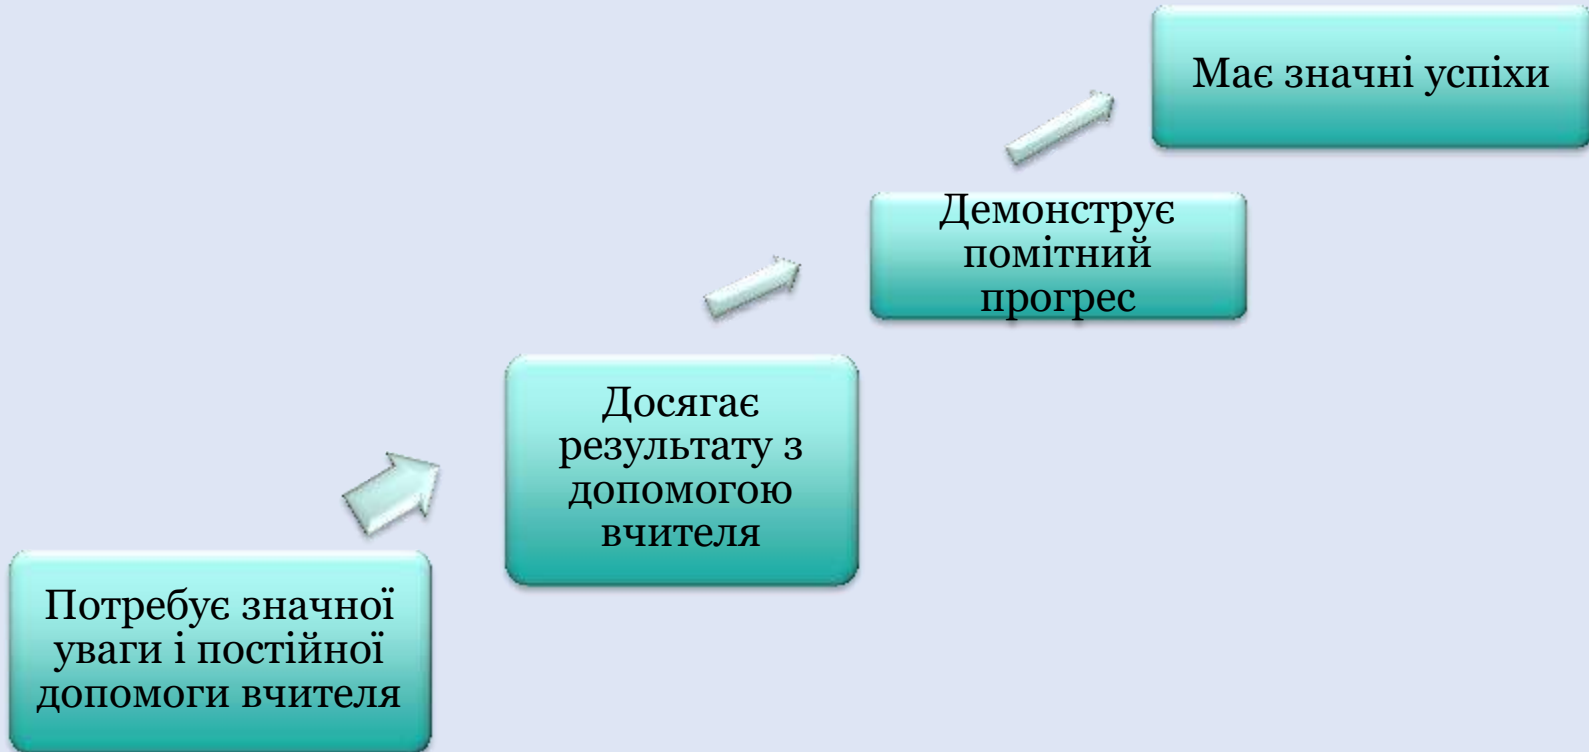 Має значні успіхи
Демонструє
помітний
прогрес
Досягає
результату з
допомогою
вчителя
Потребує значної
уваги і постійної
допомоги вчителя